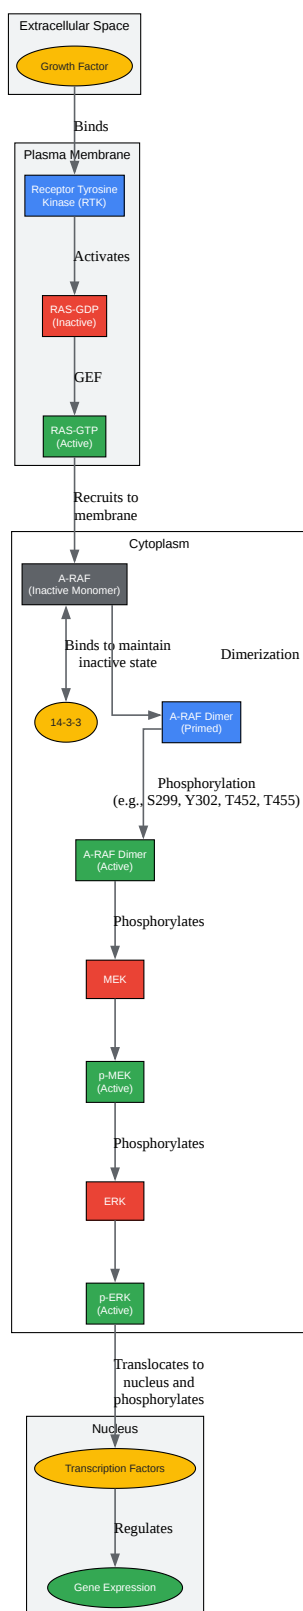 Extracellular Space
Growth Factor
Binds
Plasma Membrane
Receptor Tyrosine
Kinase (RTK)
Activates
RAS-GDP
(Inactive)
GEF
RAS-GTP
(Active)
Recruits to
membrane
Cytoplasm
A-RAF
(Inactive Monomer)
Binds to maintain
inactive state
Dimerization
14-3-3
A-RAF Dimer
(Primed)
Phosphorylation
(e.g., S299, Y302, T452, T455)
A-RAF Dimer
(Active)
Phosphorylates
MEK
p-MEK
(Active)
Phosphorylates
ERK
p-ERK
(Active)
Translocates to
nucleus and
phosphorylates
Nucleus
Transcription Factors
Regulates
Gene Expression